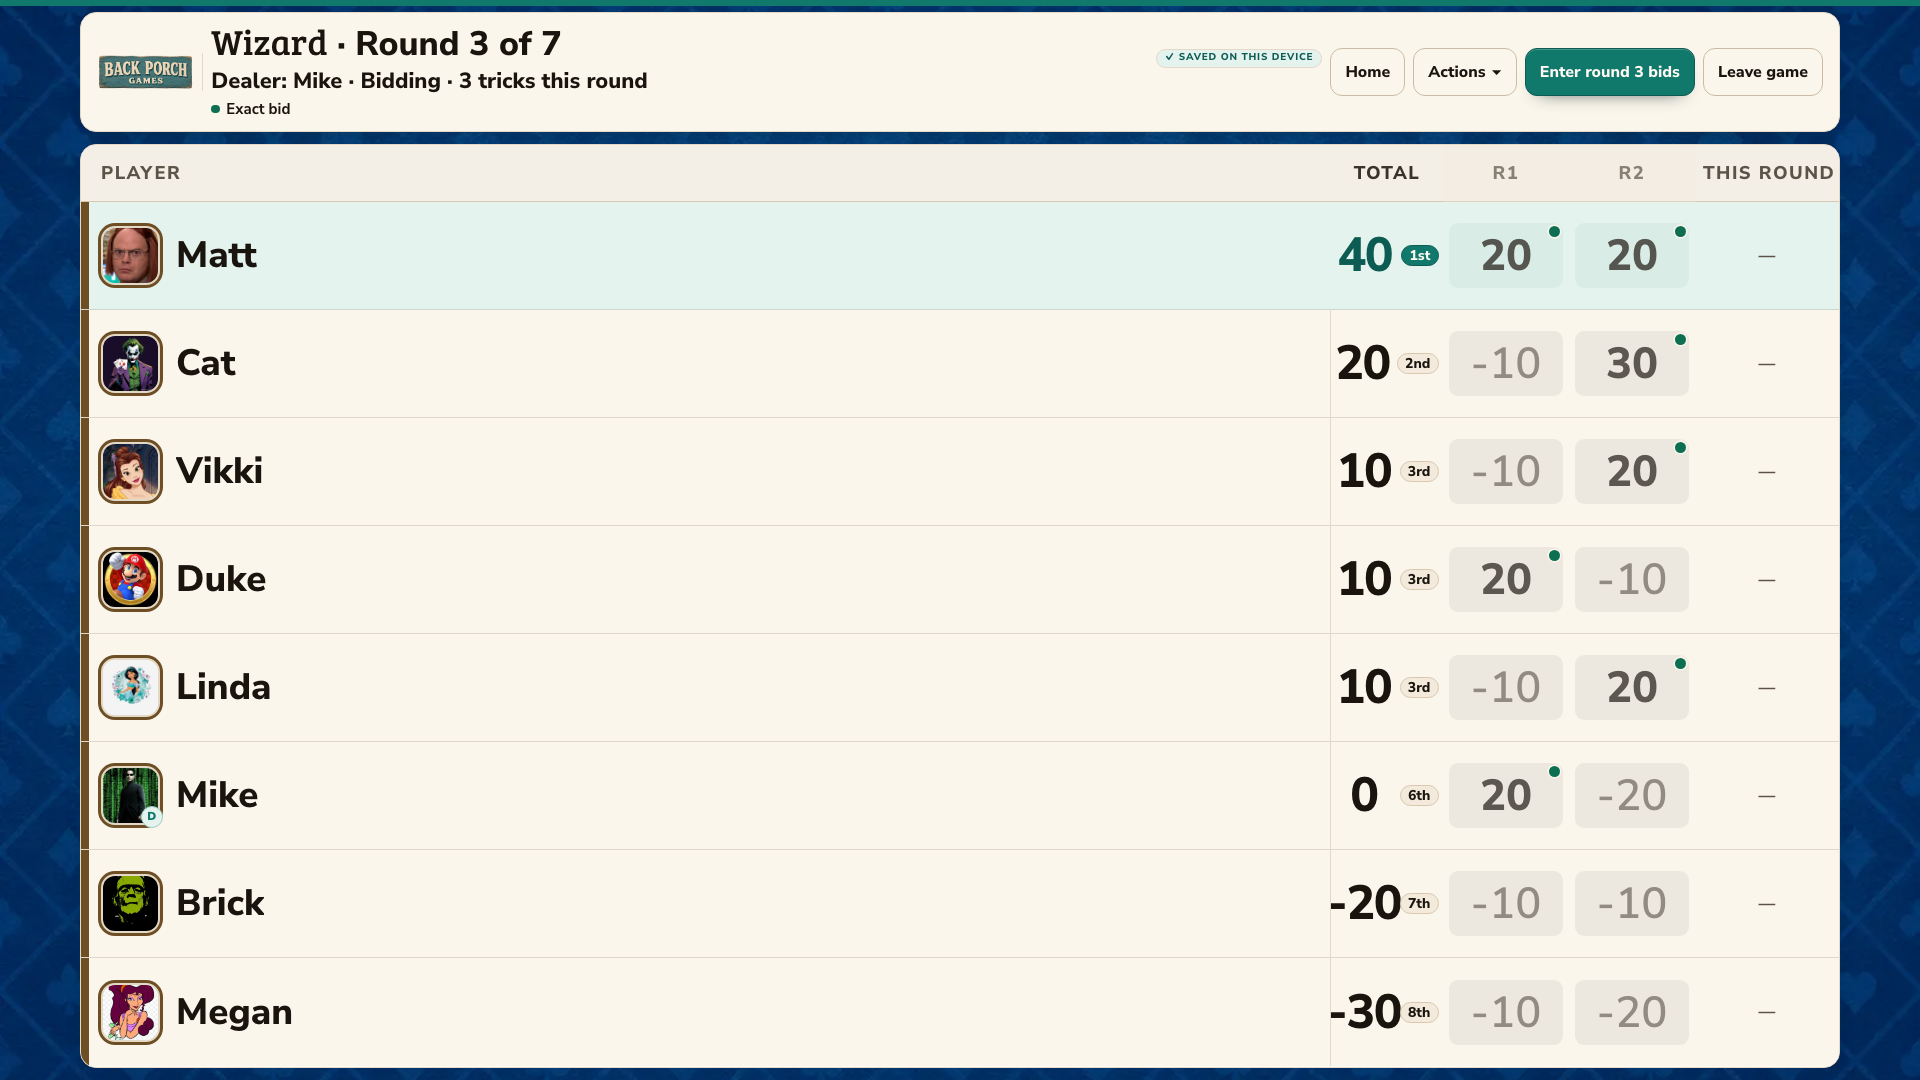 BACK PORCH
GAMES
Wizard · Round 3 of 7
Dealer: Mike · Bidding · 3 tricks this round
Exact bid
✓ SAVED ON THIS DEVICE
Home
Actions
Enter round 3 bids
Leave game
PLAYER TOTAL R1 R2 THIS ROUND
Matt 40 1st 20 20 —
Cat 20 2nd -10 30 —
Vikki 10 3rd -10 20 —
Duke 10 3rd 20 -10 —
Linda 10 3rd -10 20 —
D
Mike 0 6th 20 -20 —
Brick -20 7th -10 -10 —
Megan -30 8th -10 -20 —